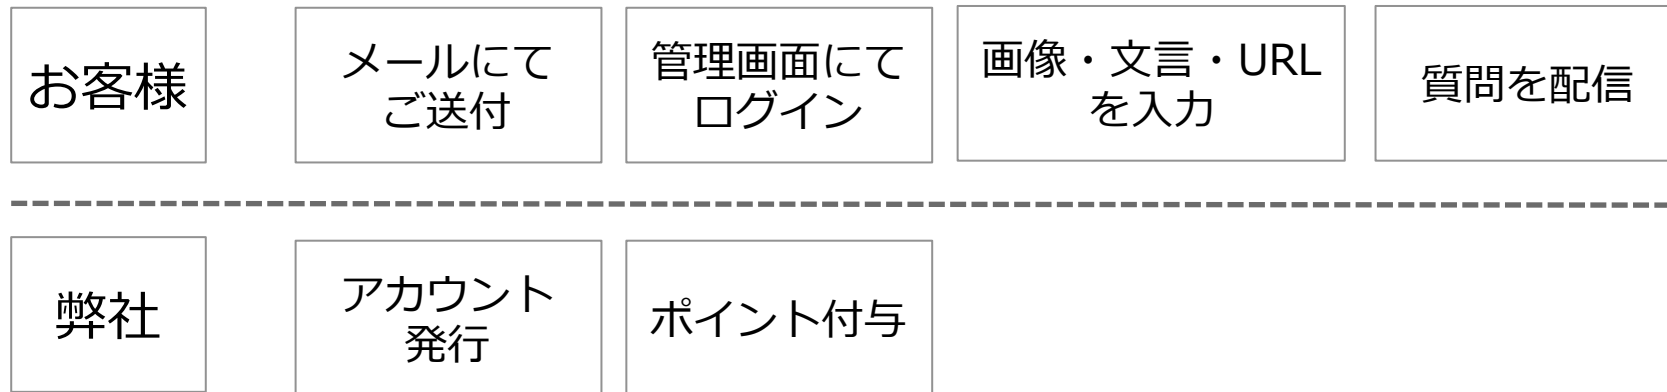 お客様
メールにて
ご送付
管理画面にて
ログイン
画像・文言・URL
を入力
質問を配信
弊社
アカウント
発行
ポイント付与